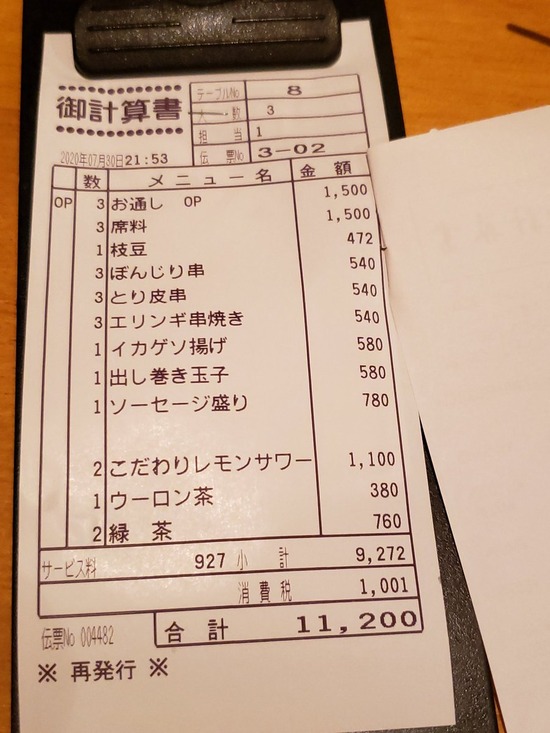 御計算書
テーブルNo 8
人数 3
担当 1
伝票No 3-02
2020年07月30日21:53
数 メニュー名 金額
OP 3 お通し OP 1,500
3 席料 1,500
1 枝豆 472
3 ぼんじり串 540
3 とり皮串 540
3 エリンギ串焼き 540
1 イカゲソ揚げ 580
1 出し巻き玉子 580
1 ソーセージ盛り 780
2 こだわりレモンサワー 1,100
1 ウーロン茶 380
2 緑茶 760
サービス料 927 小計 9,272
消費税 1,001
合計 11,200
伝票No 004482
※ 再発行 ※